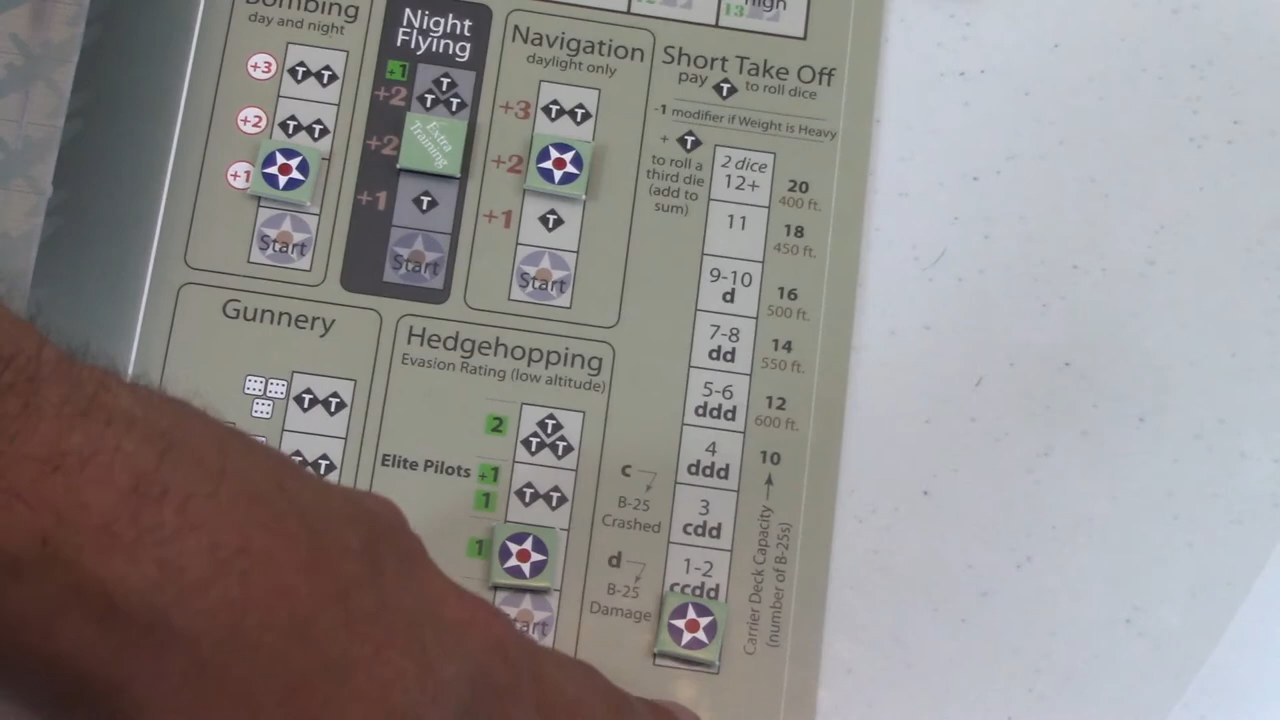 Bombing
day and night
+3
T T
+2
T T
+1
Start
Night
Flying
+1
+2
T
T T
+2
Extra
Training
+1
T
Start
Navigation
daylight only
+3
T T
+2
+1
T
Start
high
13
Short Take Off
pay T to roll dice
-1 modifier if Weight is Heavy
+ T
to roll a
third die
(add to
sum)
2 dice
12+
20
400 ft.
11
18
450 ft.
9-10
d
16
500 ft.
7-8
dd
14
550 ft.
5-6
ddd
12
600 ft.
4
ddd
10
3
cdd
1-2
ccdd
c
B-25
Crashed
d
B-25
Damage
Carrier Deck Capacity
(number of B-25s)
Gunnery
T T
T T
Hedgehopping
Evasion Rating (low altitude)
2
T
T T
Elite Pilots +1
1
T T
1
Start